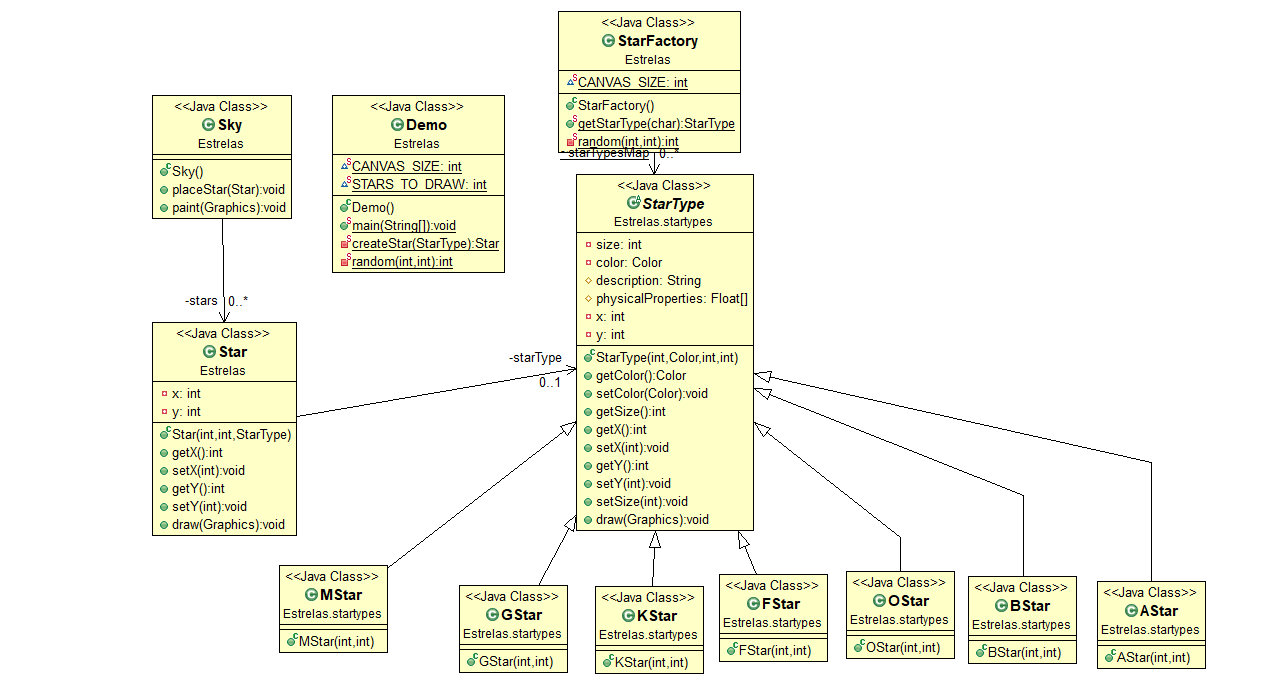 <<Java Class>>
StarFactory
Estrelas
CANVAS_SIZE: int
StarFactory()
getStarType(char):StarType
random(int,int):int
-starTypesMap 0..*
<<Java Class>>
Sky
Estrelas
Sky()
placeStar(Star):void
paint(Graphics):void
-stars 0..*
<<Java Class>>
Demo
Estrelas
CANVAS_SIZE: int
STARS_TO_DRAW: int
Demo()
main(String[]):void
createStar(StarType):Star
random(int,int):int
<<Java Class>>
StarType
Estrelas.startypes
size: int
color: Color
description: String
physicalProperties: Float[]
x: int
y: int
StarType(int,Color,int,int)
getColor():Color
setColor(Color):void
getSize():int
getX():int
setX(int):void
getY():int
setY(int):void
setSize(int):void
draw(Graphics):void
<<Java Class>>
Star
Estrelas
x: int
y: int
Star(int,int,StarType)
getX():int
setX(int):void
getY():int
setY(int):void
draw(Graphics):void
-starType
0..1
<<Java Class>>
MStar
Estrelas.startypes
MStar(int,int)
<<Java Class>>
GStar
Estrelas.startypes
GStar(int,int)
<<Java Class>>
KStar
Estrelas.startypes
KStar(int,int)
<<Java Class>>
FStar
Estrelas.startypes
FStar(int,int)
<<Java Class>>
OStar
Estrelas.startypes
OStar(int,int)
<<Java Class>>
BStar
Estrelas.startypes
BStar(int,int)
<<Java Class>>
AStar
Estrelas.startypes
AStar(int,int)